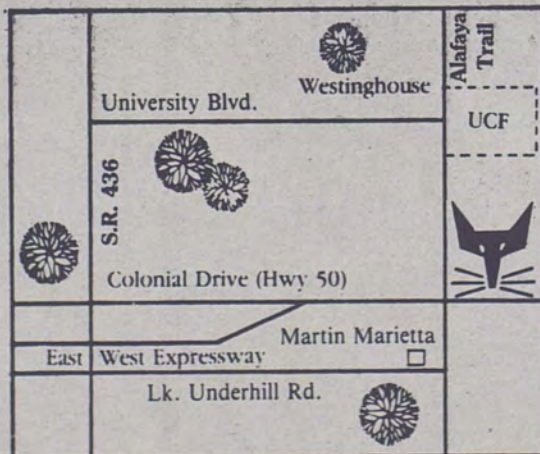 Alafaya
Trail
Westinghouse
University Blvd.
UCF
S.R. 436
Colonial Drive (Hwy 50)
Martin Marietta
East West Expressway
Lk. Underhill Rd.